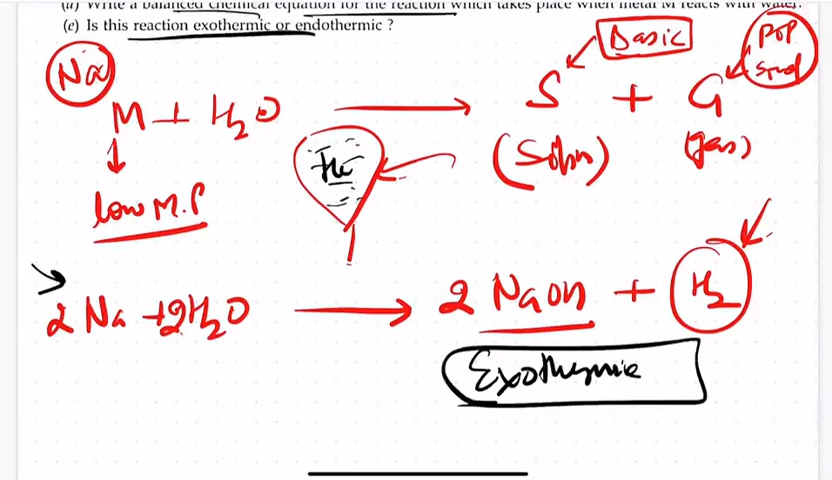 (d) Write a balanced chemical equation for the reaction which takes place when metal M reacts with water.
(e) Is this reaction exothermic or endothermic ?
Na
Basic
Pop
Sound
M + H₂O → S + G
(Soln) (gas)
low M.P
2 Na + 2H₂O → 2 NaOH + H₂
Exothermic